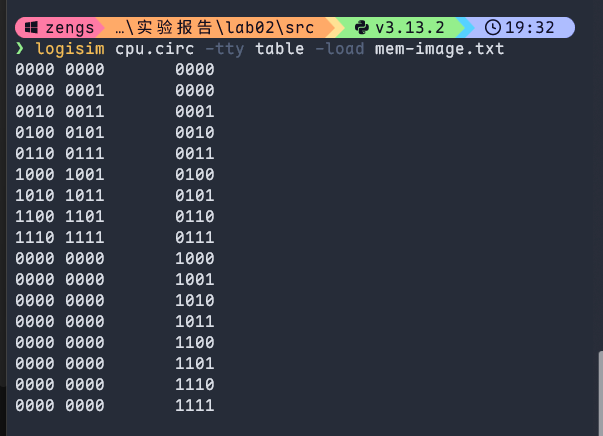 zengs …\实验报告\lab02\src v3.13.2 19:32
❯ logisim cpu.circ -tty table -load mem-image.txt
0000 0000 0000
0000 0001 0000
0010 0011 0001
0100 0101 0010
0110 0111 0011
1000 1001 0100
1010 1011 0101
1100 1101 0110
1110 1111 0111
0000 0000 1000
0000 0000 1001
0000 0000 1010
0000 0000 1011
0000 0000 1100
0000 0000 1101
0000 0000 1110
0000 0000 1111